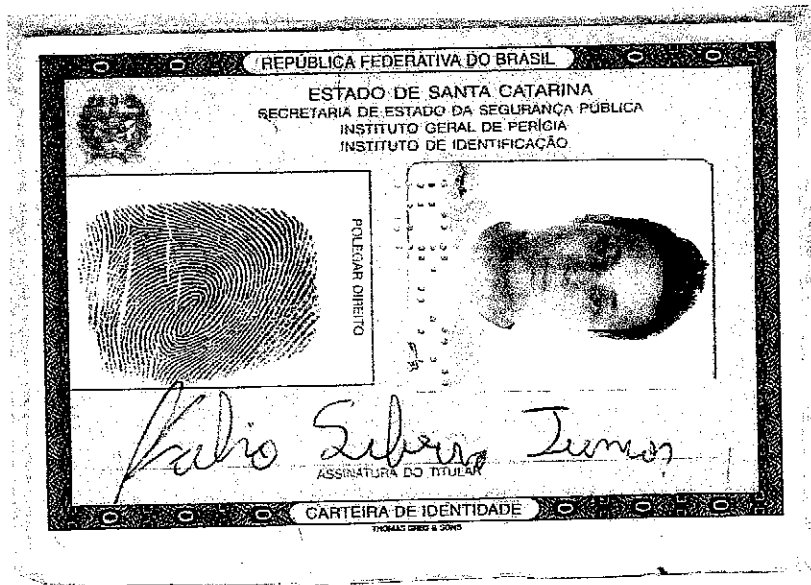 REPÚBLICA FEDERATIVA DO BRASIL
ESTADO DE SANTA CATARINA
SECRETARIA DE ESTADO DA SEGURANÇA PÚBLICA
INSTITUTO GERAL DE PERÍCIA
INSTITUTO DE IDENTIFICAÇÃO
POLEGAR DIREITO
Junior
ASSINATURA DO TITULAR
CARTEIRA DE IDENTIDADE
THOMAS GREG & SONS